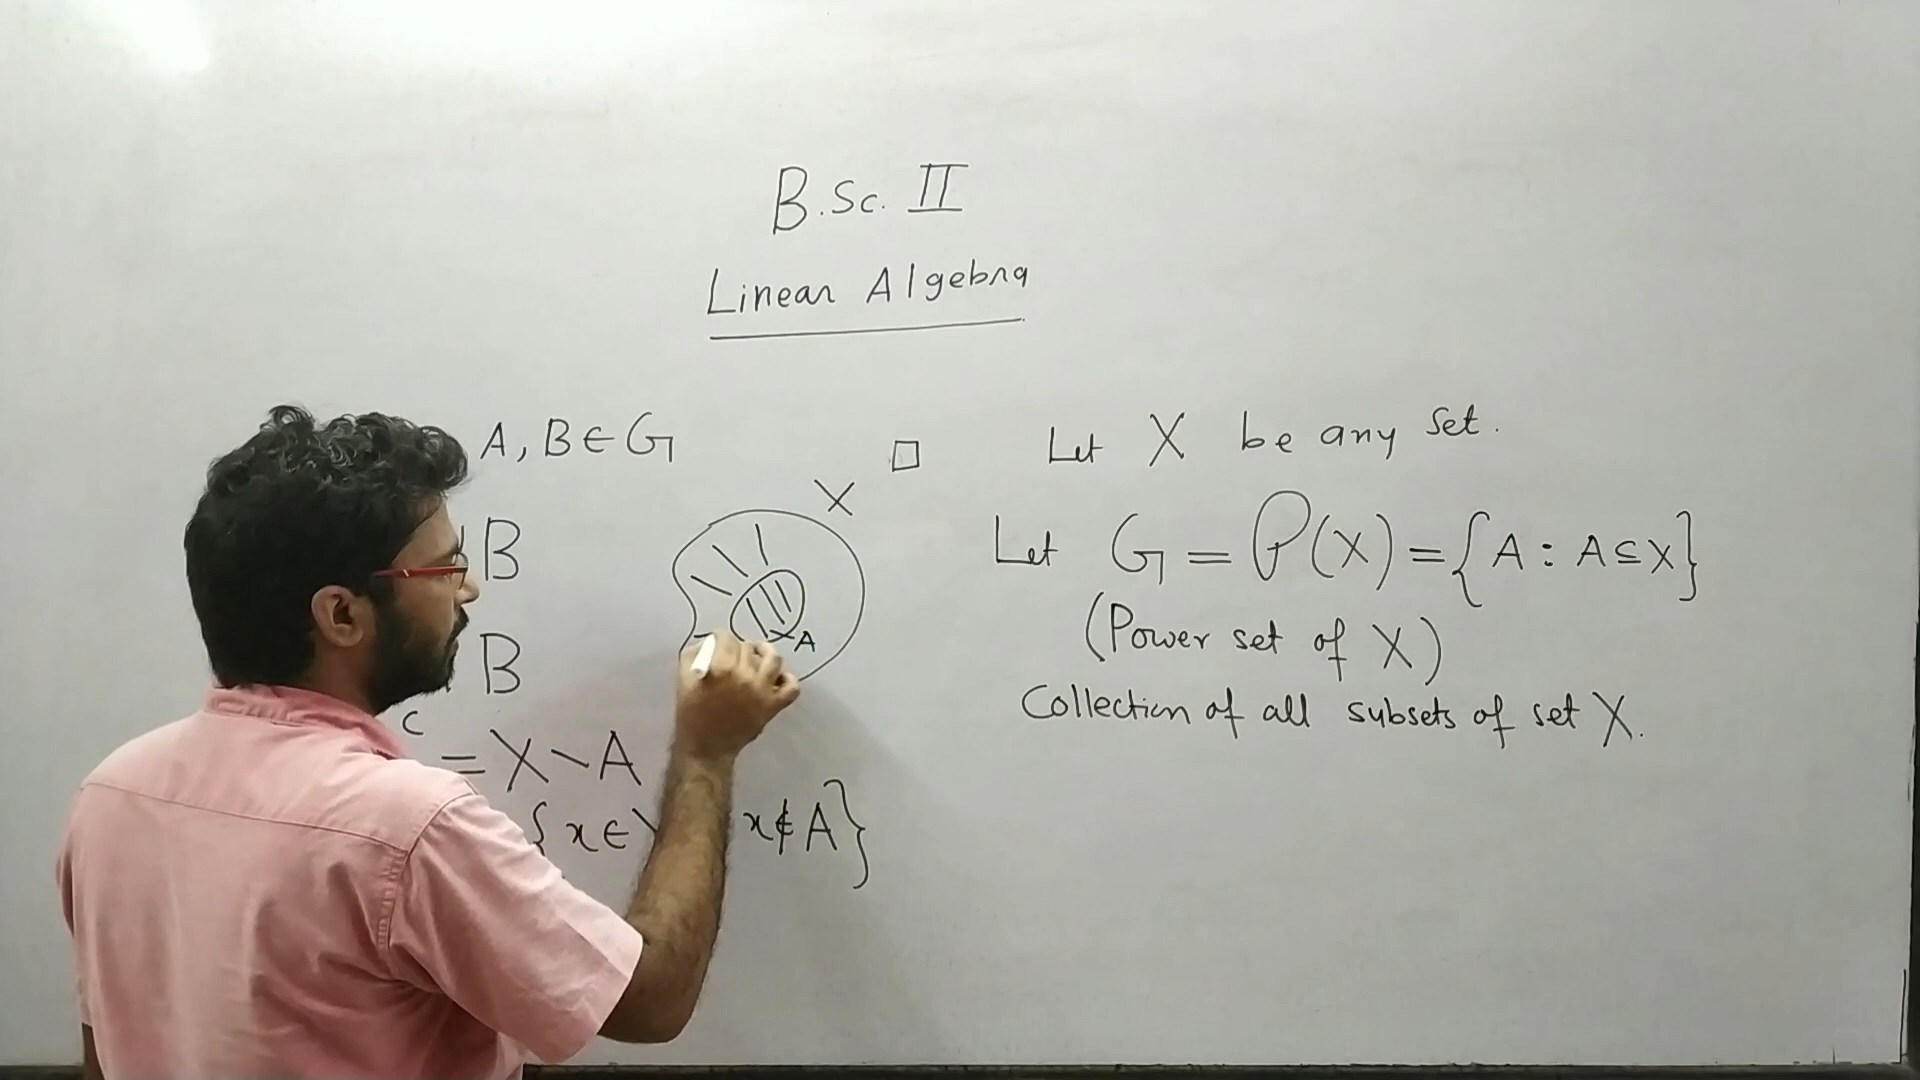 B.Sc. II
Linear Algebra
A, B ∈ G
B
B
C
= X \ A
{ x ∈ x ∉ A }
X
A
□ Let X be any set.
Let G = P(X) = { A : A ⊆ X }
(Power set of X)
Collection of all subsets of set X.